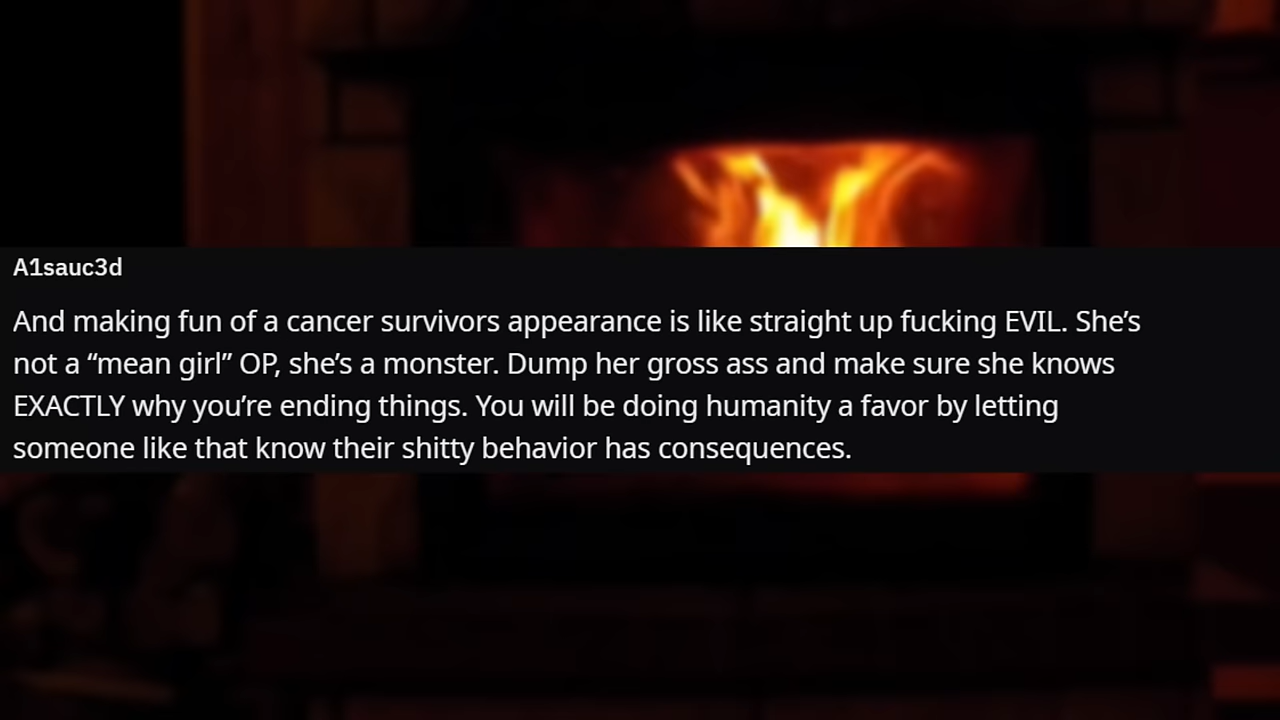 A1sauc3d
And making fun of a cancer survivors appearance is like straight up fucking EVIL. She’s
not a “mean girl” OP, she’s a monster. Dump her gross ass and make sure she knows
EXACTLY why you’re ending things. You will be doing humanity a favor by letting
someone like that know their shitty behavior has consequences.